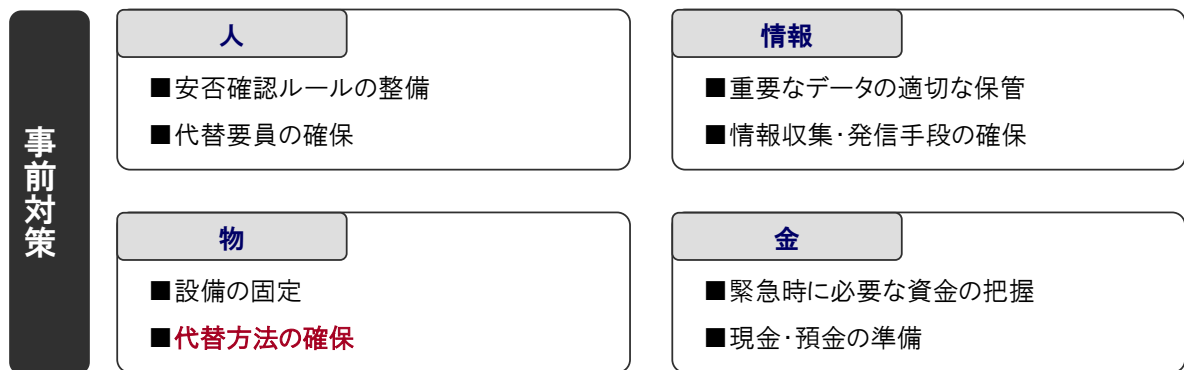 事前対策
人
■安否確認ルールの整備
■代替要員の確保
情報
■重要なデータの適切な保管
■情報収集・発信手段の確保
物
■設備の固定
■代替方法の確保
金
■緊急時に必要な資金の把握
■現金・預金の準備